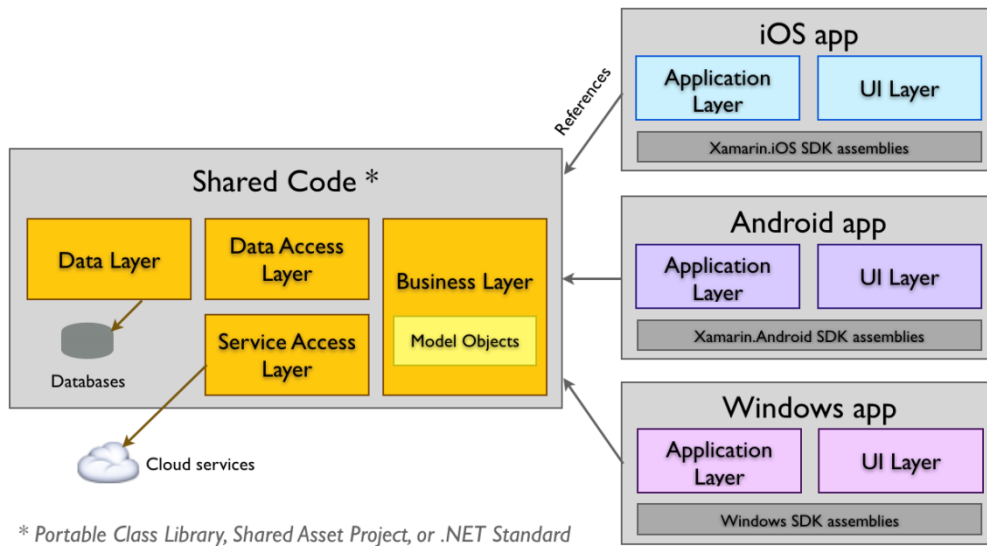 iOS app
Application
Layer
UI Layer
Xamarin.iOS SDK assemblies
References
Shared Code *
Data Layer
Data Access
Layer
Business Layer
Model Objects
Service Access
Layer
Databases
Cloud services
Android app
Application
Layer
UI Layer
Xamarin.Android SDK assemblies
Windows app
Application
Layer
UI Layer
Windows SDK assemblies
* Portable Class Library, Shared Asset Project, or .NET Standard